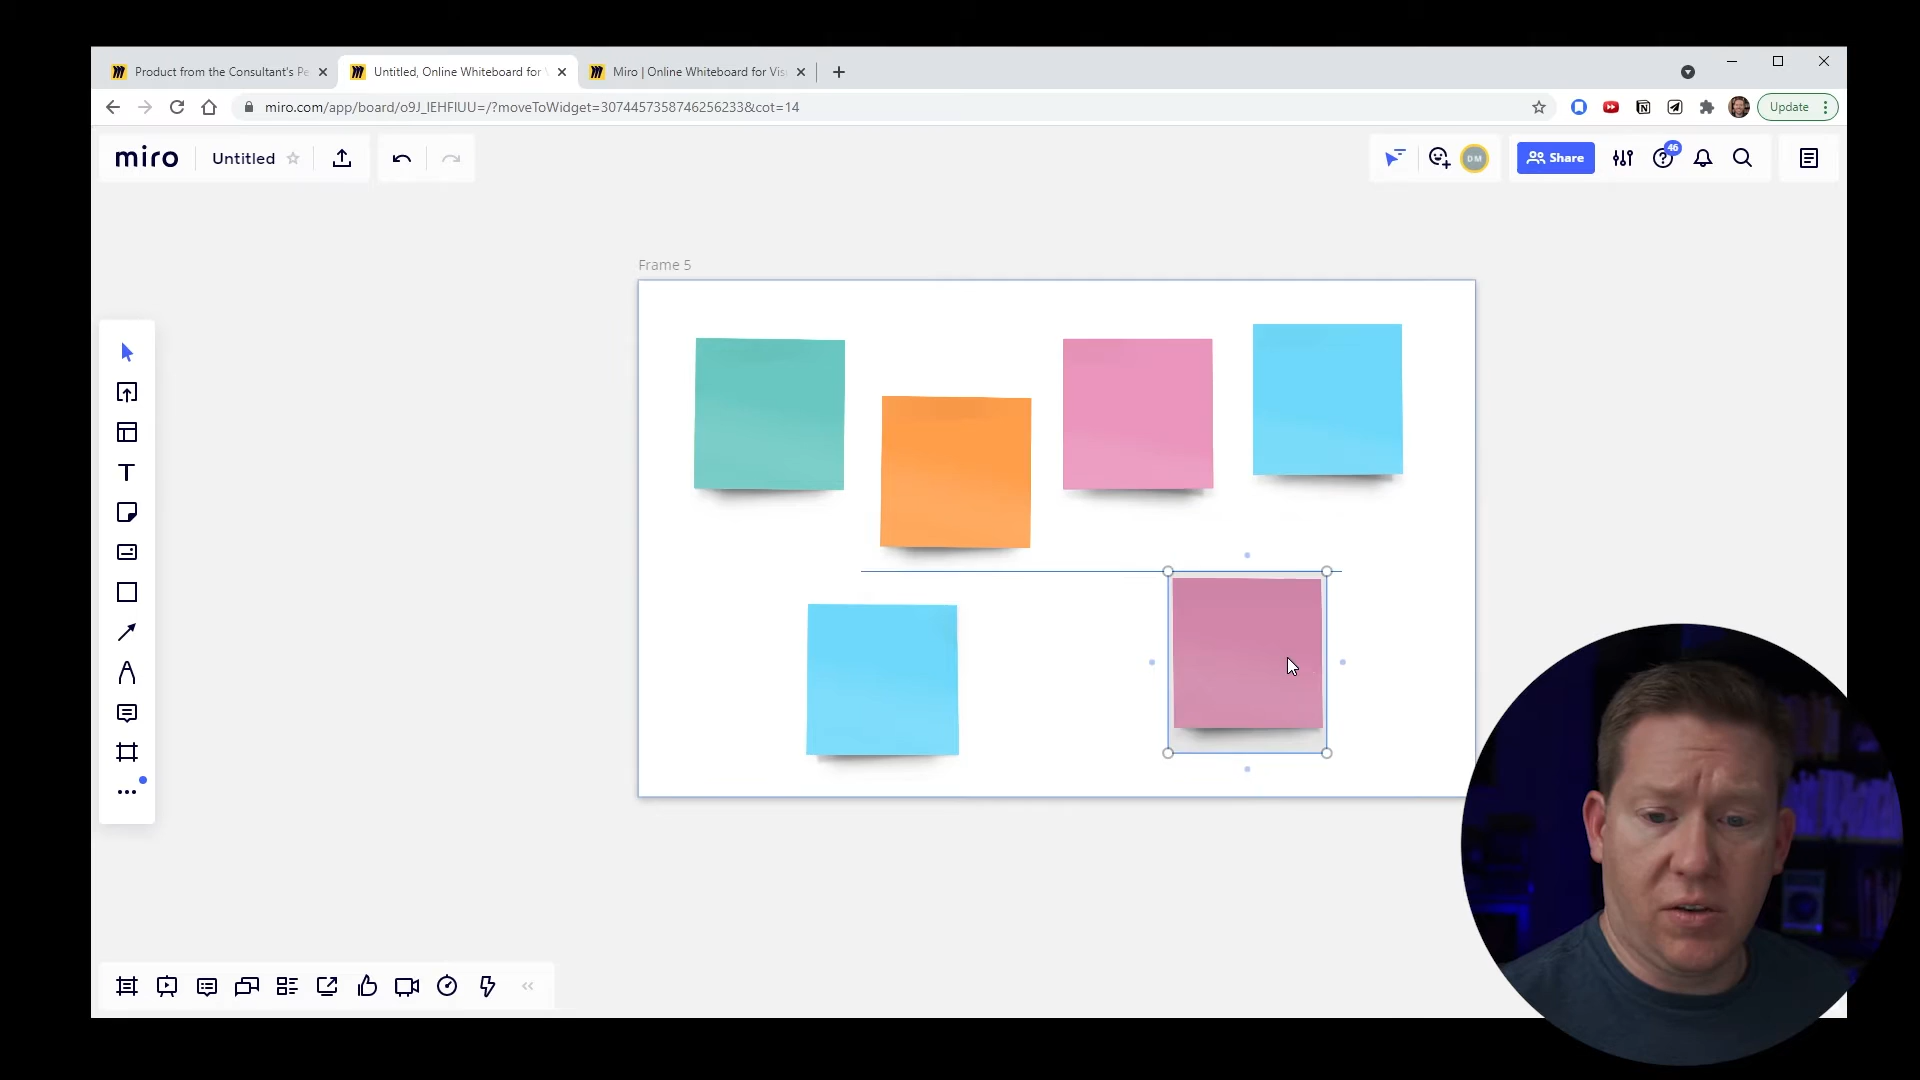 Product from the Consultant's Pe
Untitled, Online Whiteboard for
Miro | Online Whiteboard for Vis
miro.com/app/board/o9J_lEHFIUU=/?moveToWidget=3074457358746256233&cot=14
Update
miro
Untitled
DM
Share
46
Frame 5
T